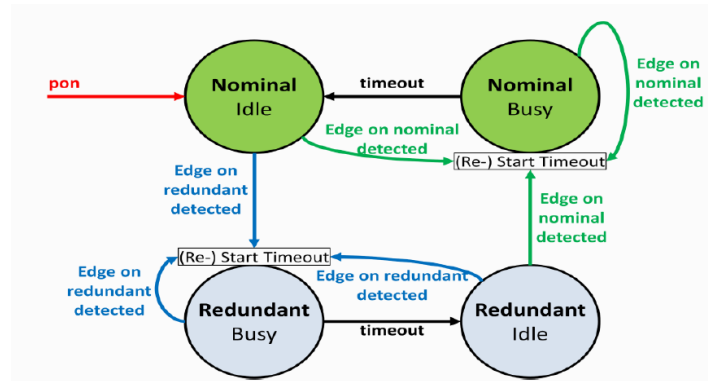 pon
Nominal
Idle
timeout
Nominal
Busy
Edge on
nominal
detected
Edge on nominal
detected
(Re-) Start Timeout
Edge on
redundant
detected
Edge on
nominal
detected
(Re-) Start Timeout
Edge on
redundant
detected
Edge on redundant
detected
Redundant
Busy
timeout
Redundant
Idle